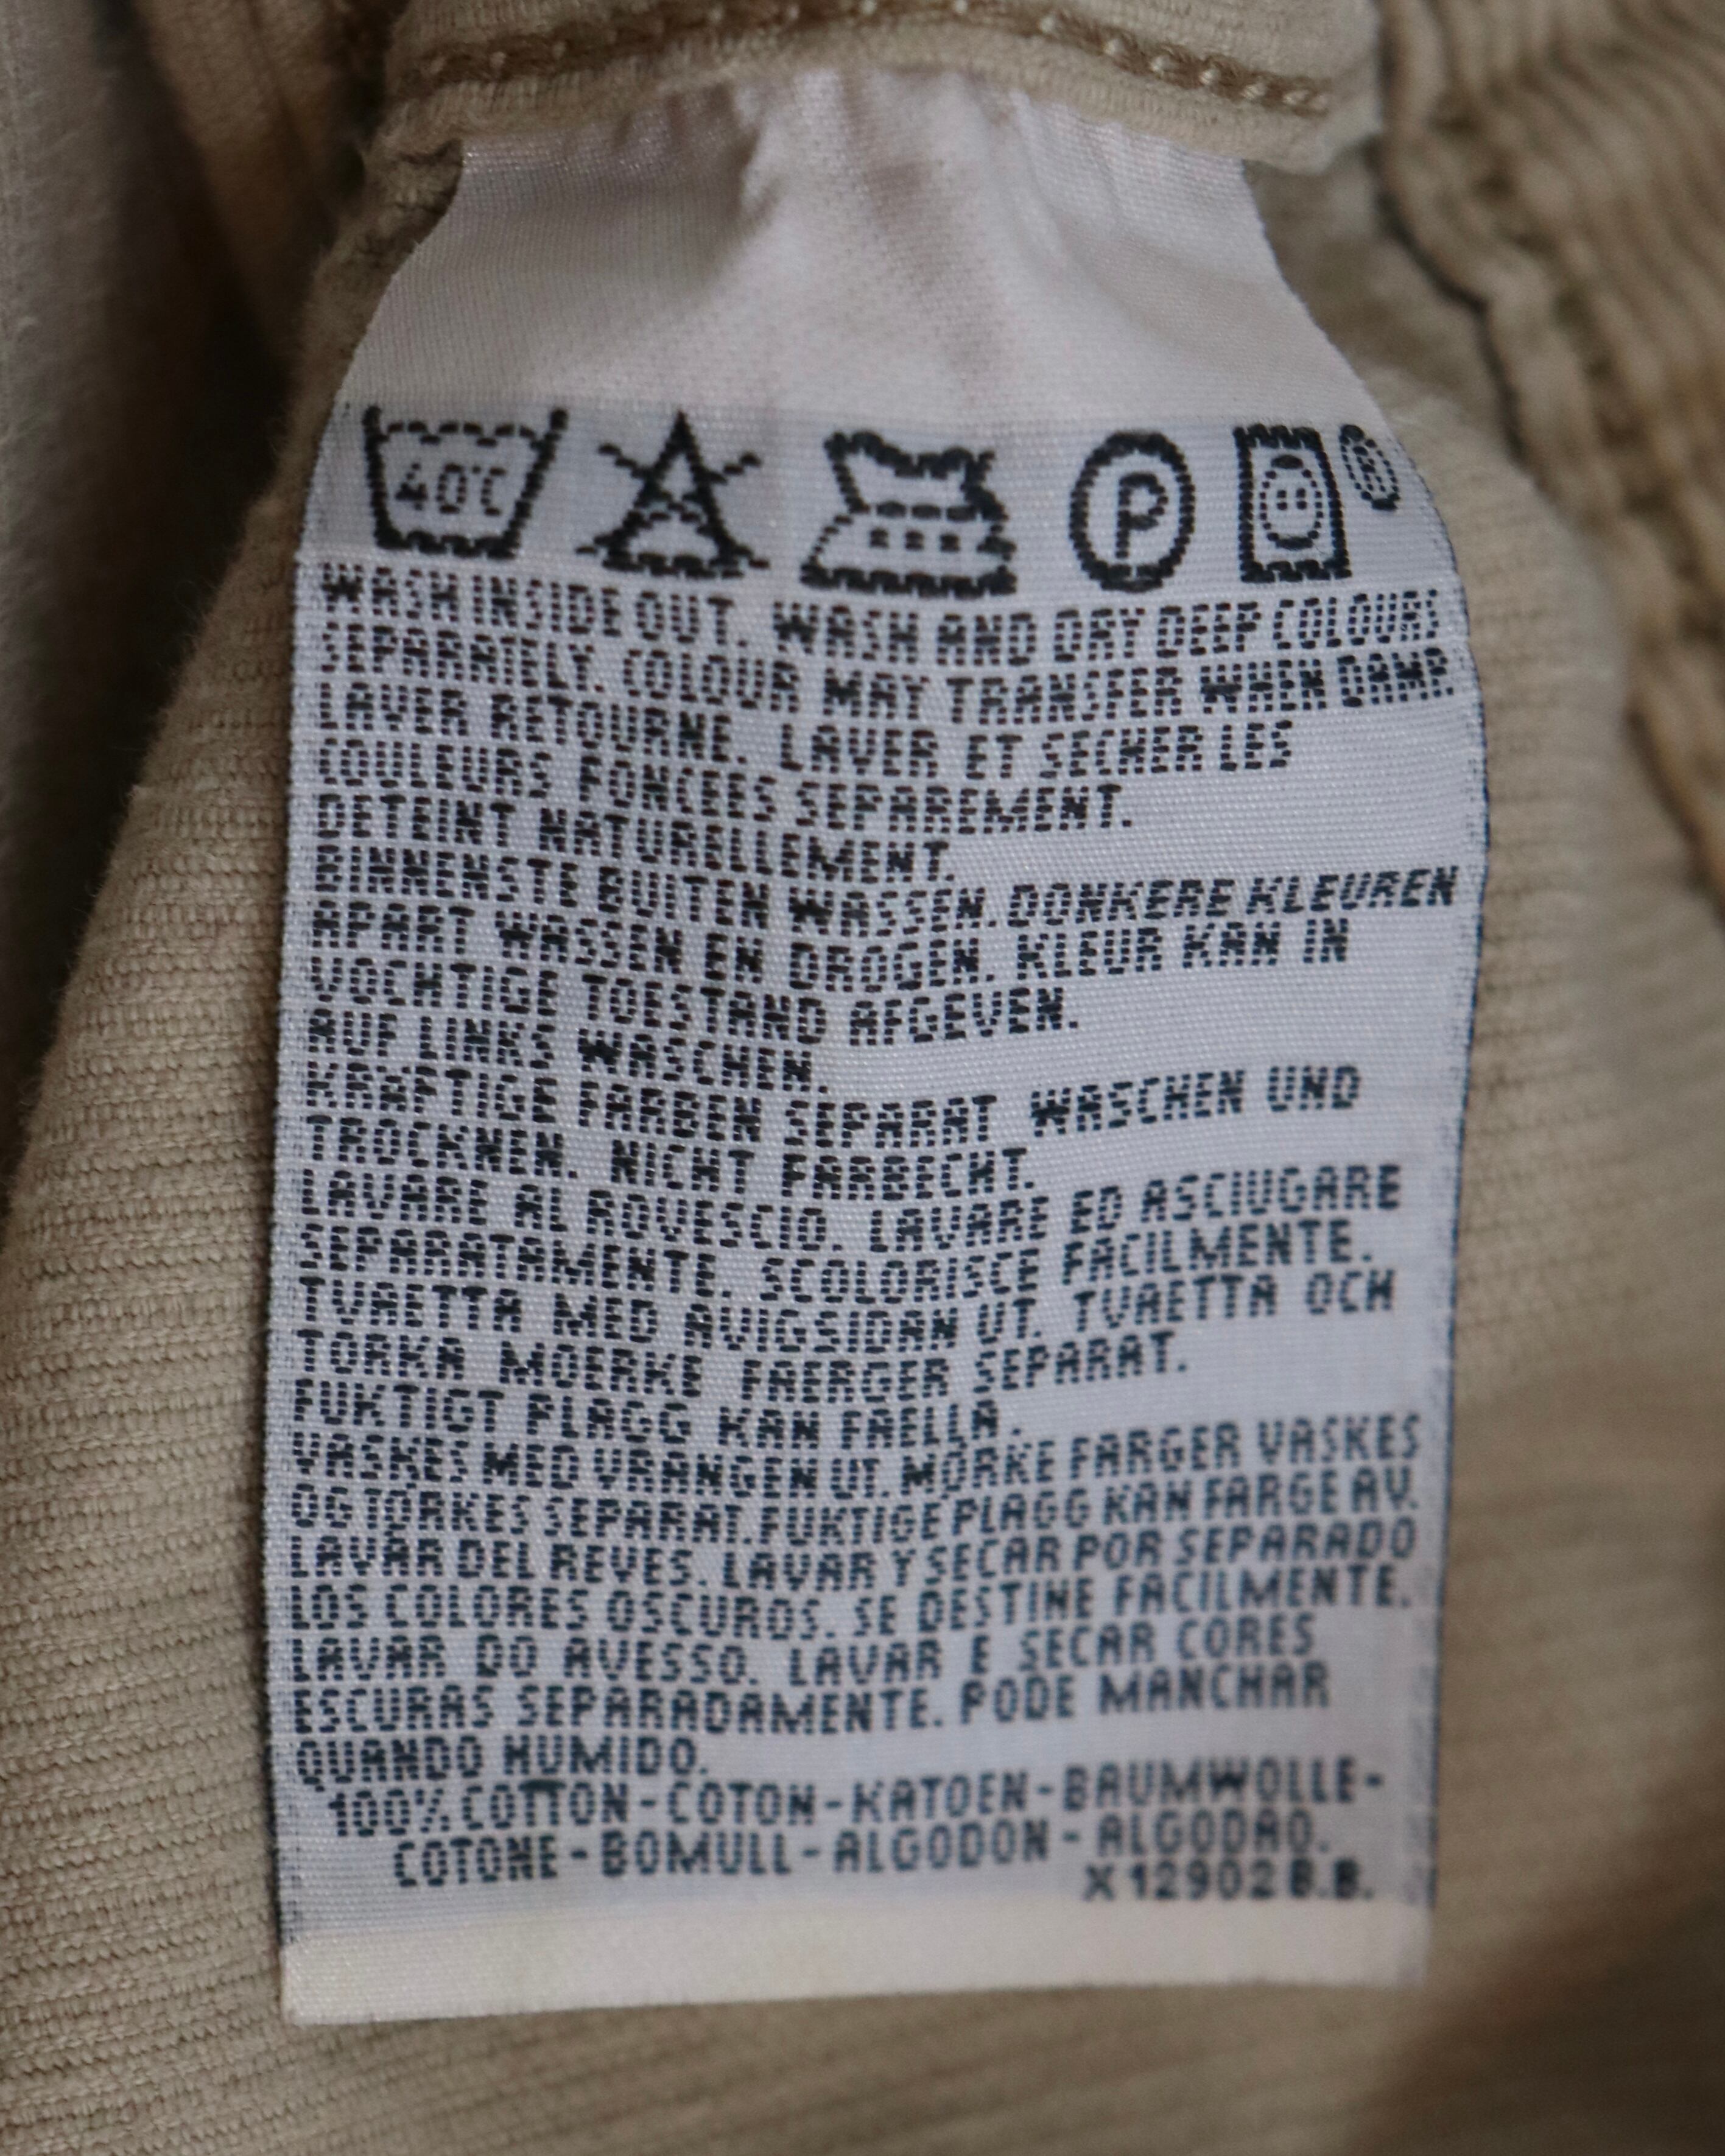 40°C P
WASH INSIDE OUT. WASH AND DRY DEEP COLOURS
SEPARATELY. COLOUR MAY TRANSFER WHEN DAMP.
LAVER RETOURNE. LAVER ET SECHER LES
COULEURS FONCEES SEPAREMENT.
DETEINT NATURELLEMENT.
BINNENSTE BUITEN WASSEN. DONKERE KLEUREN
APART WASSEN EN DROGEN. KLEUR KAN IN
VOCHTIGE TOESTAND AFGEVEN.
AUF LINKS WASCHEN.
KRAFTIGE FARBEN SEPARAT WASCHEN UND
TROCKNEN. NICHT FARBECHT.
LAVARE AL ROVESCIO. LAVARE ED ASCIUGARE
SEPARATAMENTE. SCOLORISCE FACILMENTE.
TVAETTA MED AVIGSIDAN UT. TVAETTA OCH
TORKA MOERKE FAERGER SEPARAT.
FUKTIGT PLAGG KAN FAELLA.
VASKES MED VRANGEN UT. MORKE FARGER VASKES
OG TORKES SEPARAT. FUKTIGE PLAGG KAN FARGE AV.
LAVAR DEL REVES. LAVAR Y SECAR POR SEPARADO
LOS COLORES OSCUROS. SE DESTINE FACILMENTE.
LAVAR DO AVESSO. LAVAR E SECAR CORES
ESCURAS SEPARADAMENTE. PODE MANCHAR
QUANDO HUMIDO.
100% COTTON-COTON-KATOEN-BAUMWOLLE-
COTONE-BOMULL-ALGODON-ALGODAO.
X129028.B.